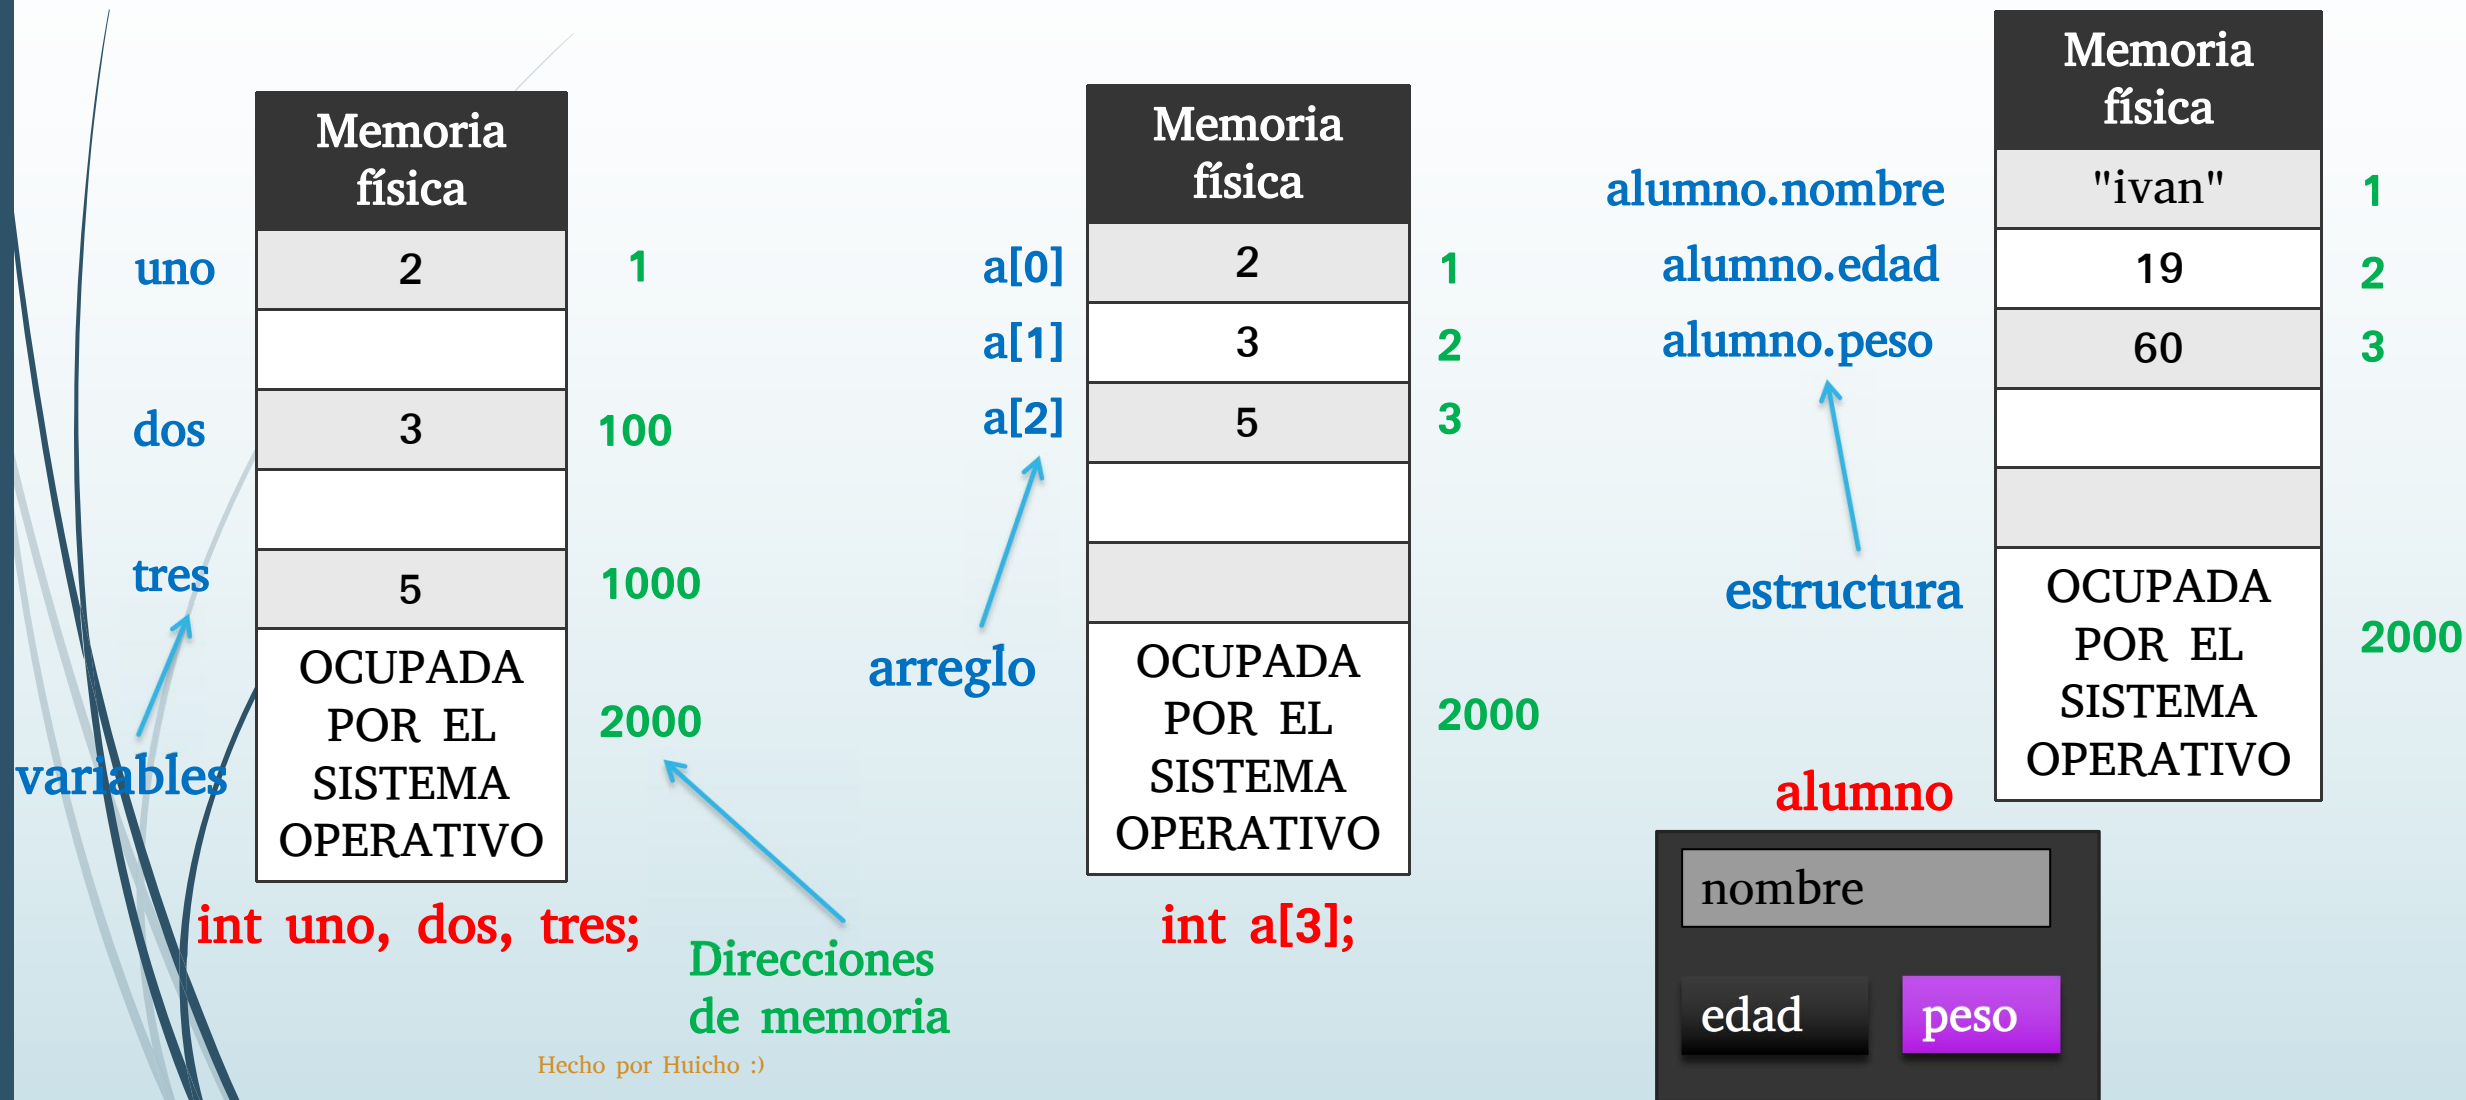 Memoria
física
uno
2
1
dos
3
100
tres
5
1000
variables
OCUPADA
POR EL
SISTEMA
OPERATIVO
2000
int uno, dos, tres;
Direcciones
de memoria
Hecho por Huicho :)
Memoria
física
a[0]
2
1
a[1]
3
2
a[2]
5
3
arreglo
OCUPADA
POR EL
SISTEMA
OPERATIVO
2000
int a[3];
Memoria
física
alumno.nombre
"ivan"
1
alumno.edad
19
2
alumno.peso
60
3
estructura
OCUPADA
POR EL
SISTEMA
OPERATIVO
2000
alumno
nombre
edad
peso